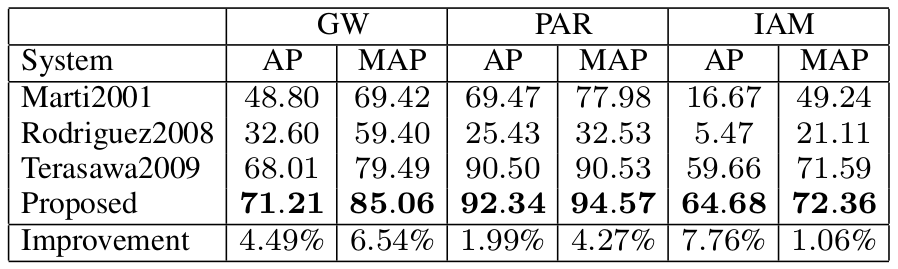 GW PAR IAM
System AP MAP AP MAP AP MAP
Marti2001 48.80 69.42 69.47 77.98 16.67 49.24
Rodriguez2008 32.60 59.40 25.43 32.53 5.47 21.11
Terasawa2009 68.01 79.49 90.50 90.53 59.66 71.59
Proposed 71.21 85.06 92.34 94.57 64.68 72.36
Improvement 4.49% 6.54% 1.99% 4.27% 7.76% 1.06%